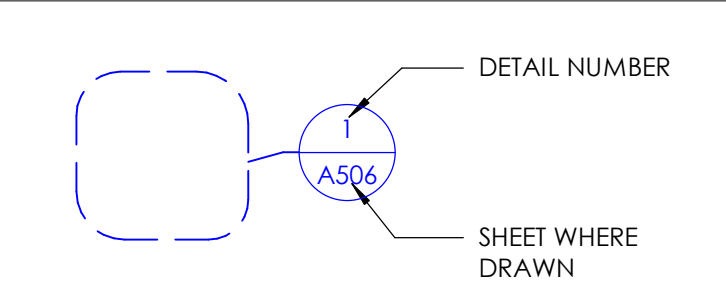 DETAIL NUMBER
1
A506
SHEET WHERE
DRAWN